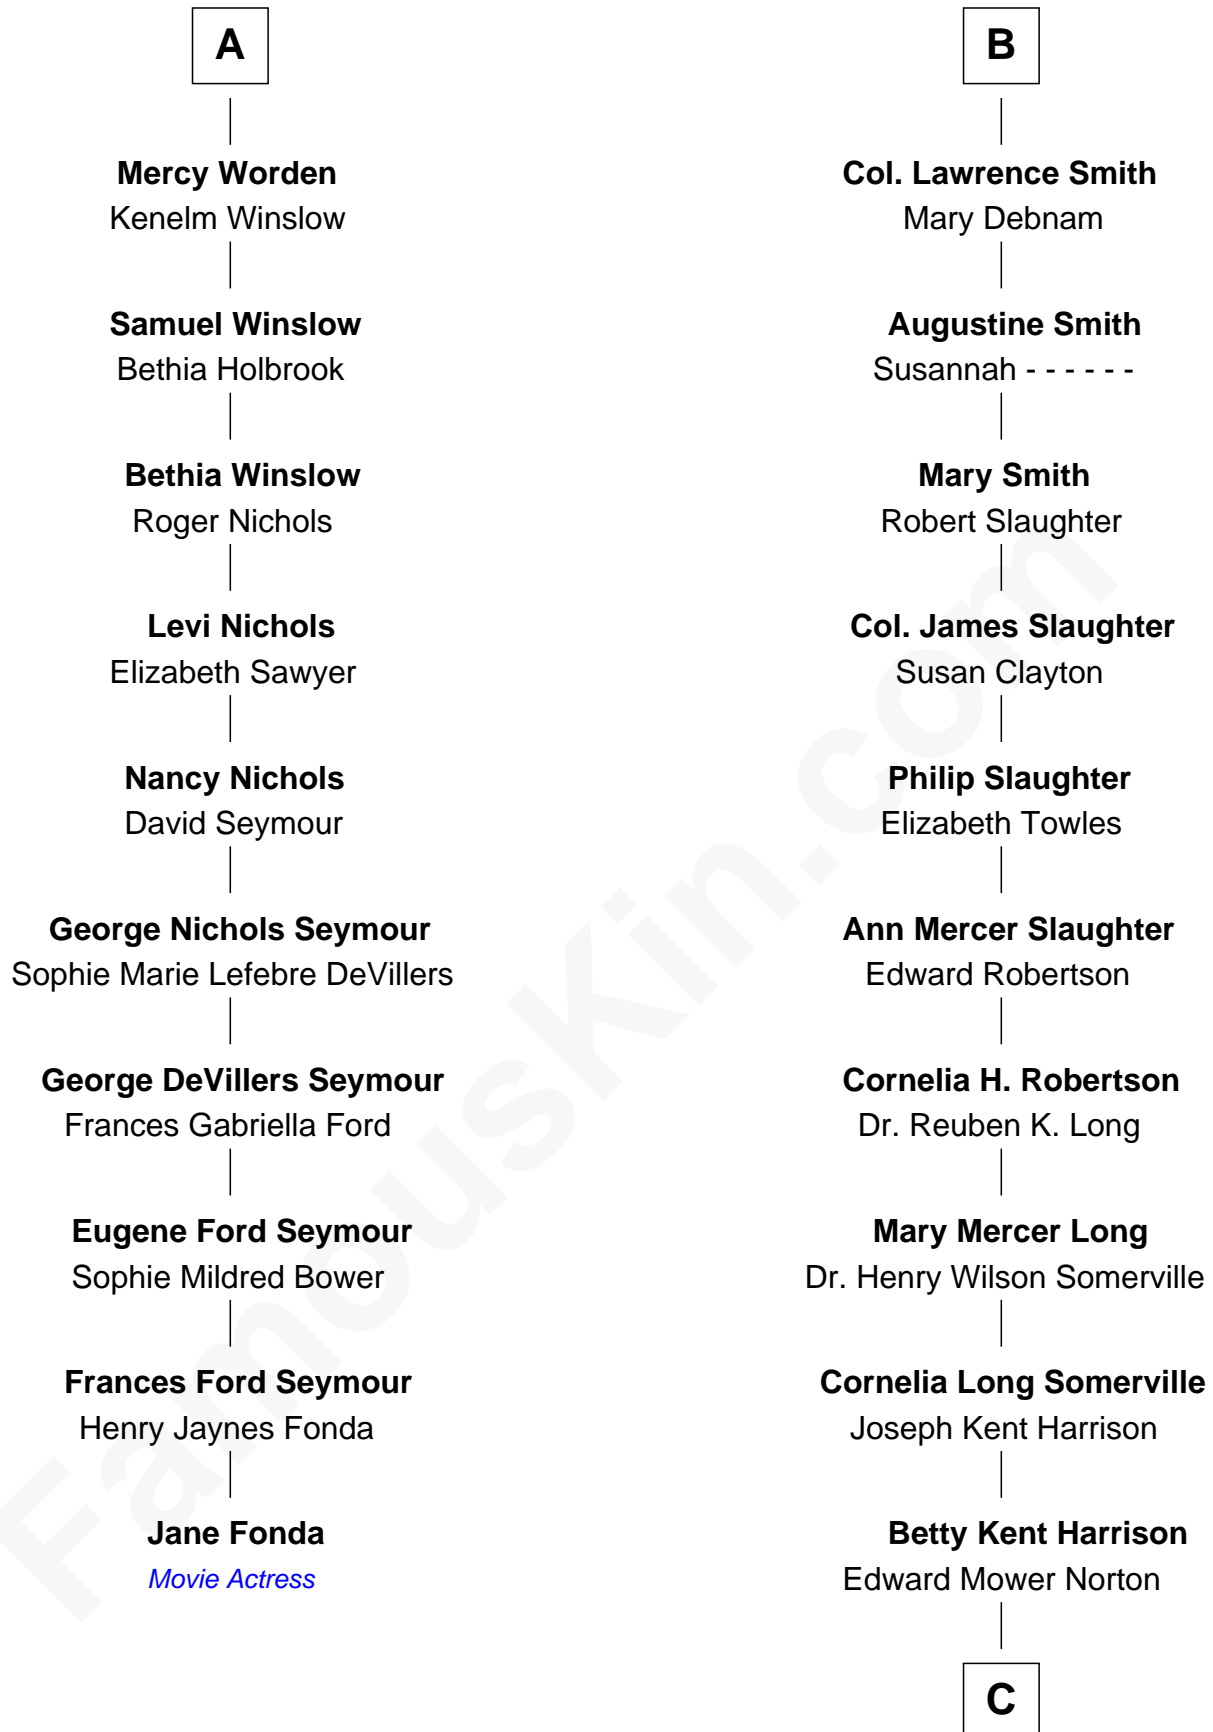 A
Mercy Worden
Kenelm Winslow
Samuel Winslow
Bethia Holbrook
Bethia Winslow
Roger Nichols
Levi Nichols
Elizabeth Sawyer
Nancy Nichols
David Seymour
George Nichols Seymour
Sophie Marie Lefebre DeVillers
George DeVillers Seymour
Frances Gabriella Ford
Eugene Ford Seymour
Sophie Mildred Bower
Frances Ford Seymour
Henry Jaynes Fonda
Jane Fonda
Movie Actress
B
Col. Lawrence Smith
Mary Debnam
Augustine Smith
Susannah - - - - - -
Mary Smith
Robert Slaughter
Col. James Slaughter
Susan Clayton
Philip Slaughter
Elizabeth Towles
Ann Mercer Slaughter
Edward Robertson
Cornelia H. Robertson
Dr. Reuben K. Long
Mary Mercer Long
Dr. Henry Wilson Somerville
Cornelia Long Somerville
Joseph Kent Harrison
Betty Kent Harrison
Edward Mower Norton
C
FamousKin.com